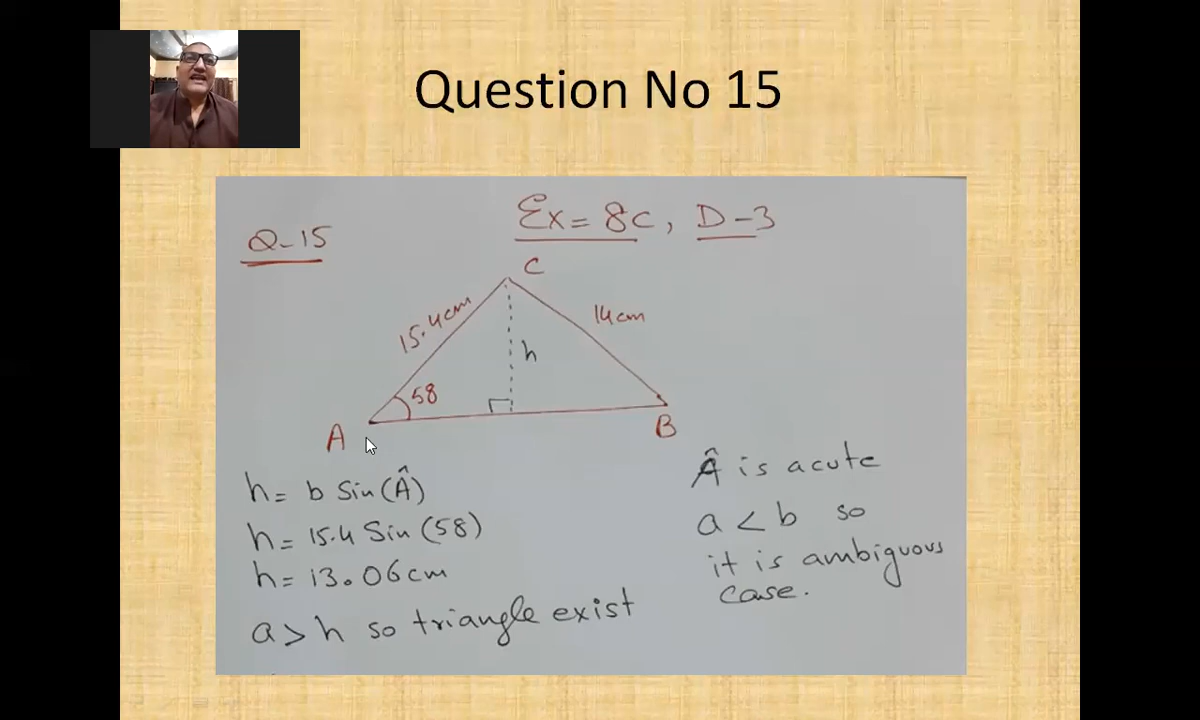 Question No 15
Ex = 8c, D-3
Q-15
C
15.4cm
14cm
h
58
A
B
h = b Sin(Â)
h = 15.4 Sin (58)
h = 13.06cm
a > h so triangle exist
Â is acute
a < b so
it is ambiguous
case.